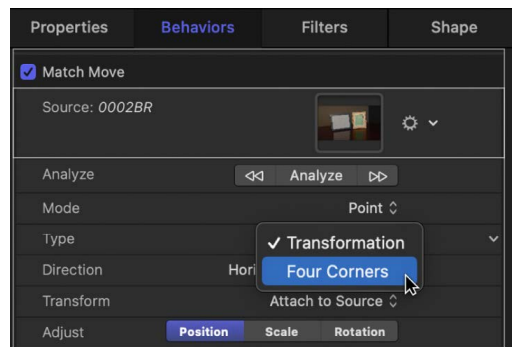 Properties Behaviors Filters Shape
Match Move
Source: 0002BR
Analyze Analyze
Mode Point
Type ✓ Transformation
Four Corners
Direction Hori
Transform Attach to Source
Adjust Position Scale Rotation